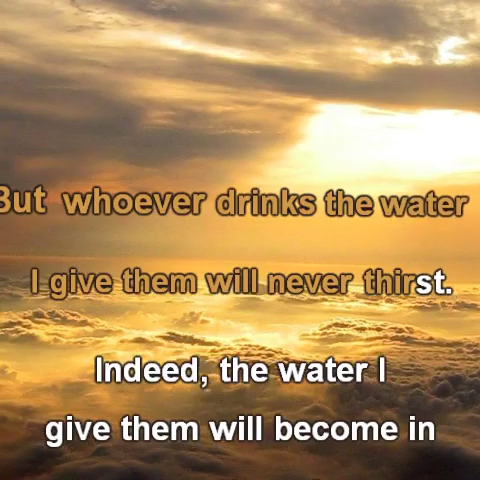 But whoever drinks the water
I give them will never thirst.
Indeed, the water I
give them will become in